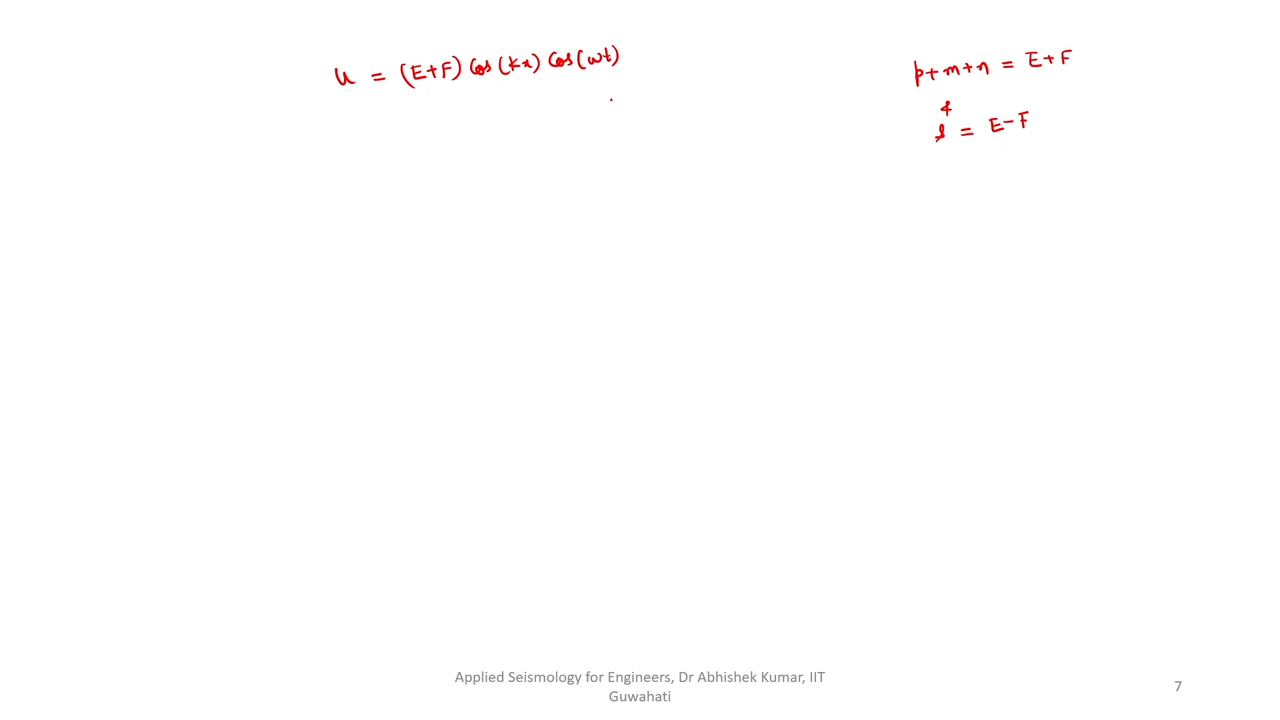 u = (E+F) Cos(kx) Cos(ωt)
p+m+n = E+F
&
s = E-F
Applied Seismology for Engineers, Dr Abhishek Kumar, IIT
Guwahati
7